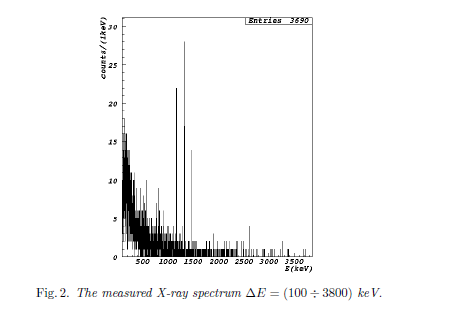 Entries 3690
counts/(1keV)
30
25
20
15
10
5
0
500 1000 1500 2000 2500 3000 3500
E(keV)
Fig. 2. The measured X-ray spectrum ΔE = (100 ÷ 3800) keV.